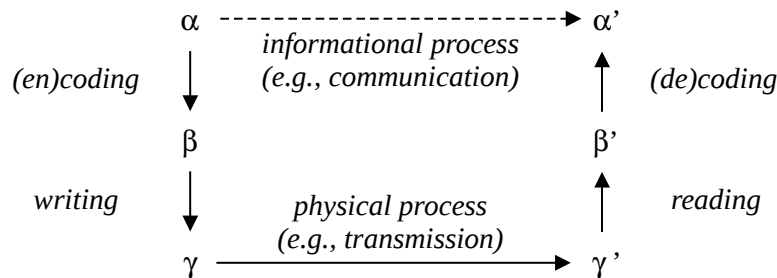 α α’
informational process
(e.g., communication)
(en)coding (de)coding
β β’
writing physical process reading
(e.g., transmission)
γ γ’